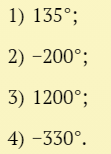 1) 135°;
2) –200°;
3) 1200°;
4) –330°.